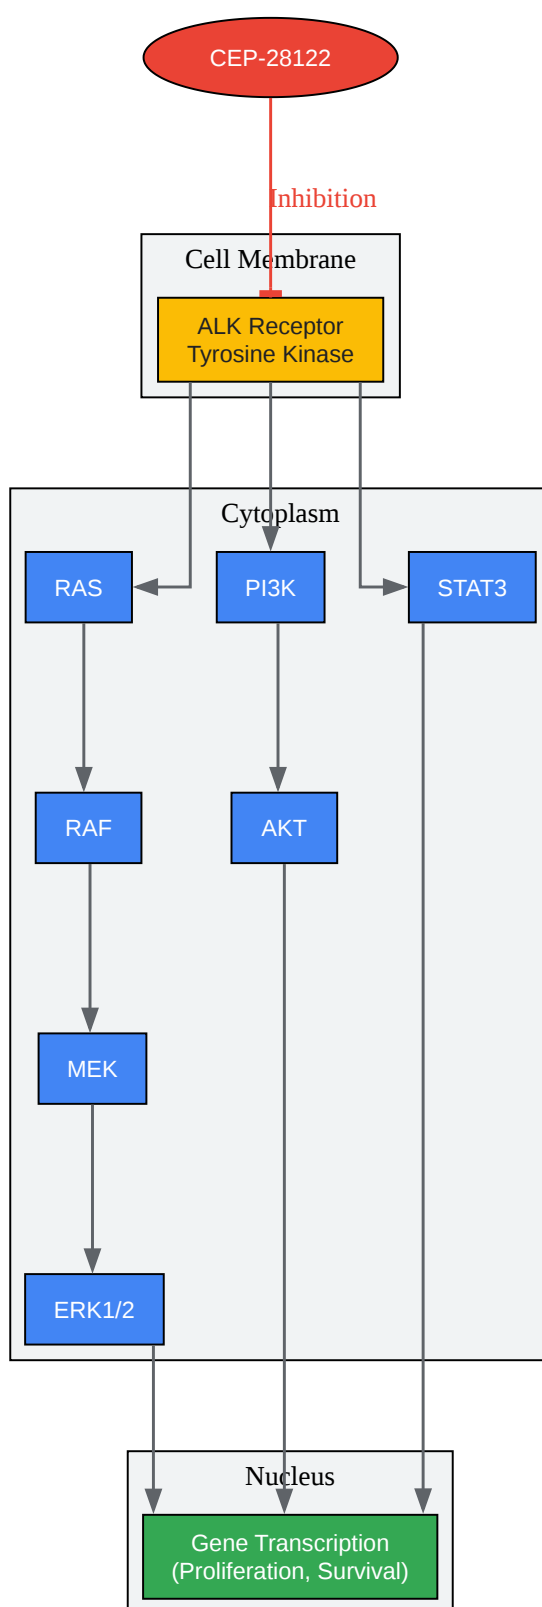 CEP-28122
Inhibition
Cell Membrane
ALK Receptor
Tyrosine Kinase
Cytoplasm
RAS
PI3K
STAT3
RAF
AKT
MEK
ERK1/2
Nucleus
Gene Transcription
(Proliferation, Survival)